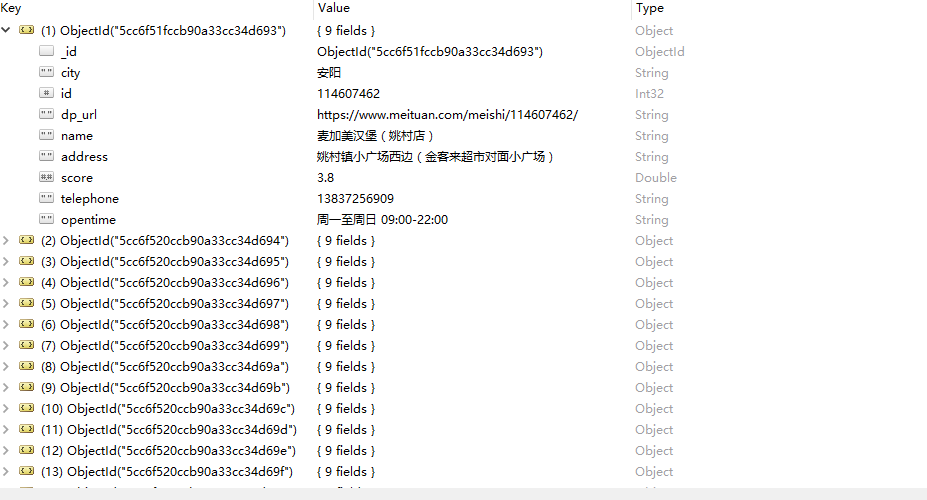 Key Value Type
(1) ObjectId("5cc6f51fccb90a33cc34d693") { 9 fields } Object
_id ObjectId("5cc6f51fccb90a33cc34d693") ObjectId
" " city 安阳 String
# id 114607462 Int32
" " dp_url https://www.meituan.com/meishi/114607462/ String
" " name 麦加美汉堡（姚村店） String
" " address 姚村镇小广场西边（金客来超市对面小广场） String
#.# score 3.8 Double
" " telephone 13837256909 String
" " opentime 周一至周日 09:00-22:00 String
(2) ObjectId("5cc6f520ccb90a33cc34d694") { 9 fields } Object
(3) ObjectId("5cc6f520ccb90a33cc34d695") { 9 fields } Object
(4) ObjectId("5cc6f520ccb90a33cc34d696") { 9 fields } Object
(5) ObjectId("5cc6f520ccb90a33cc34d697") { 9 fields } Object
(6) ObjectId("5cc6f520ccb90a33cc34d698") { 9 fields } Object
(7) ObjectId("5cc6f520ccb90a33cc34d699") { 9 fields } Object
(8) ObjectId("5cc6f520ccb90a33cc34d69a") { 9 fields } Object
(9) ObjectId("5cc6f520ccb90a33cc34d69b") { 9 fields } Object
(10) ObjectId("5cc6f520ccb90a33cc34d69c") { 9 fields } Object
(11) ObjectId("5cc6f520ccb90a33cc34d69d") { 9 fields } Object
(12) ObjectId("5cc6f520ccb90a33cc34d69e") { 9 fields } Object
(13) ObjectId("5cc6f520ccb90a33cc34d69f") { 9 fields } Object